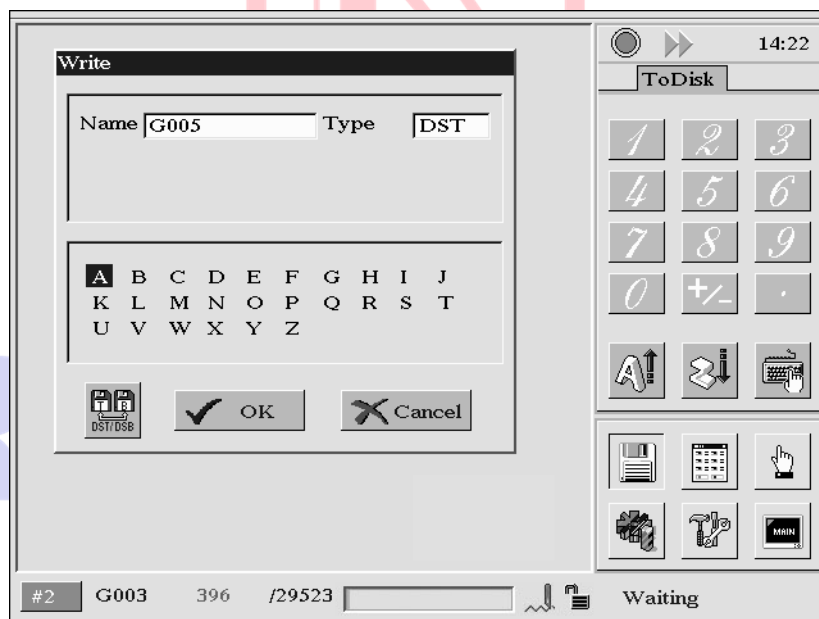 14:22
Write
ToDisk
Name G005 Type DST
1 2 3
4 5 6
7 8 9
0 +/- .
A B C D E F G H I J
K L M N O P Q R S T
U V W X Y Z
A Z
T B
DST/DSB
OK
Cancel
MAIN
#2 G003 396 /29523 Waiting